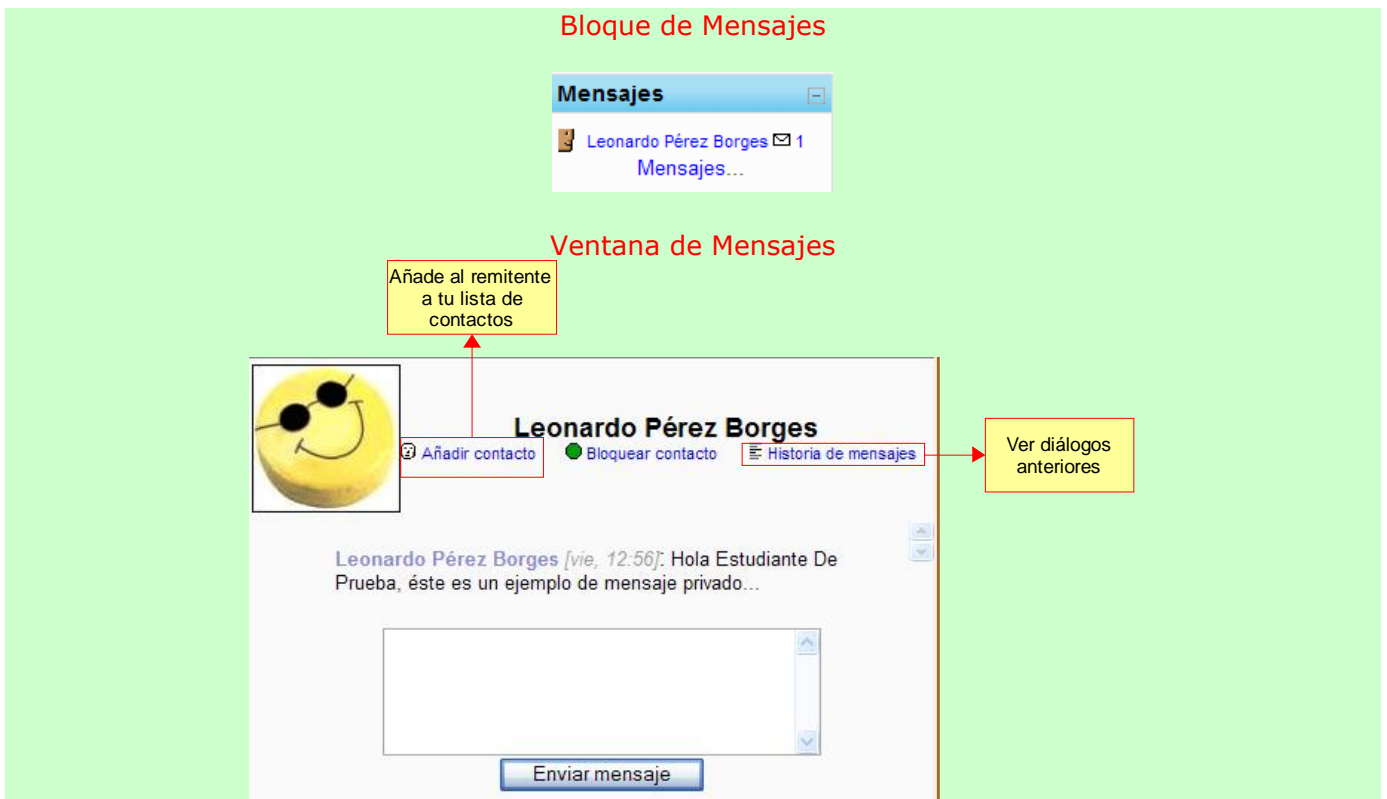 Bloque de Mensajes
Mensajes
Leonardo Pérez Borges 1
Mensajes...
Ventana de Mensajes
Añade al remitente
a tu lista de
contactos
Leonardo Pérez Borges
Añadir contacto Bloquear contacto Historia de mensajes
Ver diálogos
anteriores
Leonardo Pérez Borges [vie, 12:56]: Hola Estudiante De
Prueba, éste es un ejemplo de mensaje privado...
Enviar mensaje